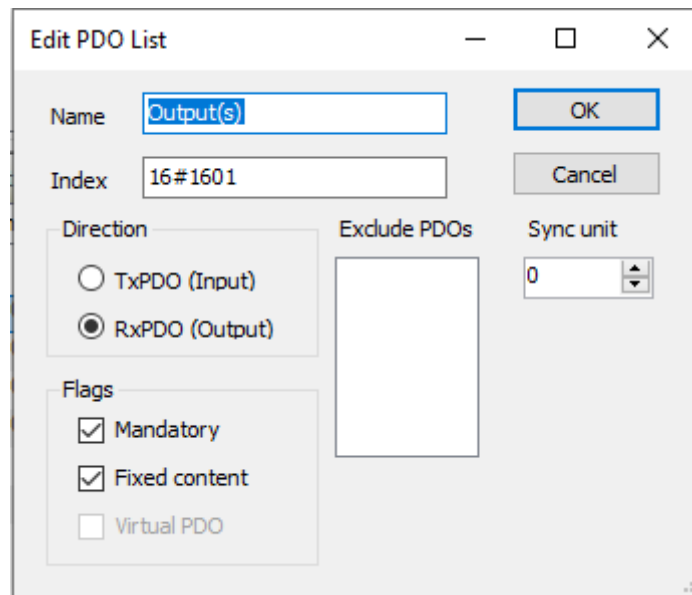 Edit PDO List
Name Output(s) OK
Index 16#1601 Cancel
Direction Exclude PDOs Sync unit
TxPDO (Input) 0
RxPDO (Output)
Flags
Mandatory
Fixed content
Virtual PDO